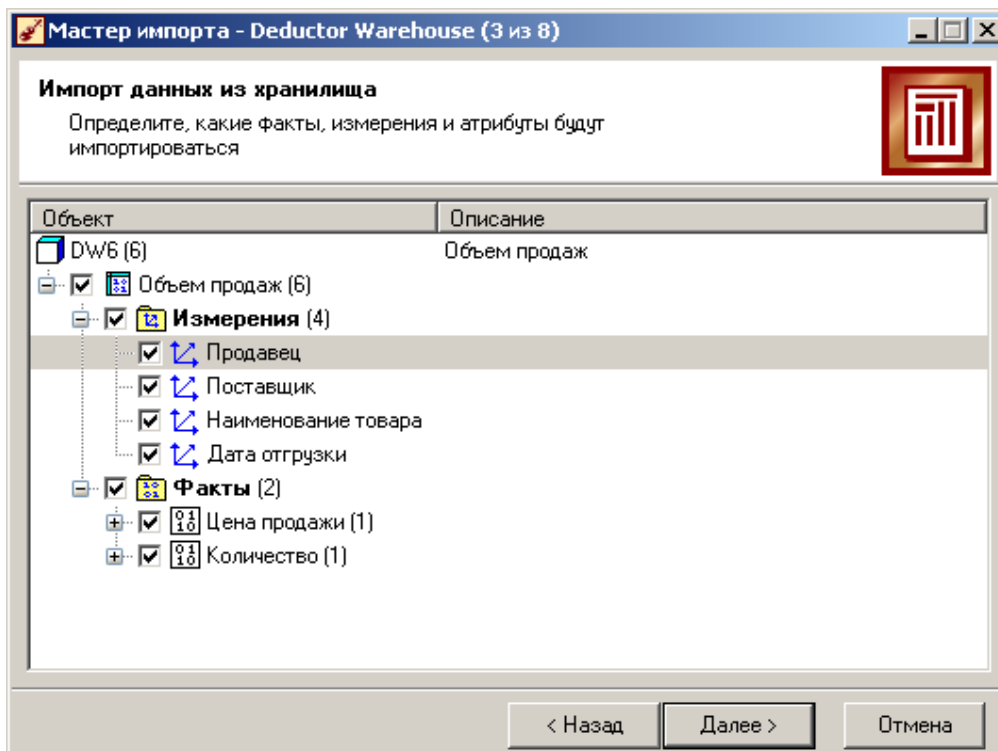 Мастер импорта - Deductor Warehouse (3 из 8)
Импорт данных из хранилища
Определите, какие факты, измерения и атрибуты будут
импортироваться
Объект Описание
DW6 (6) Объем продаж
Объем продаж (6)
Измерения (4)
Продавец
Поставщик
Наименование товара
Дата отгрузки
Факты (2)
Цена продажи (1)
Количество (1)
< Назад Далее > Отмена